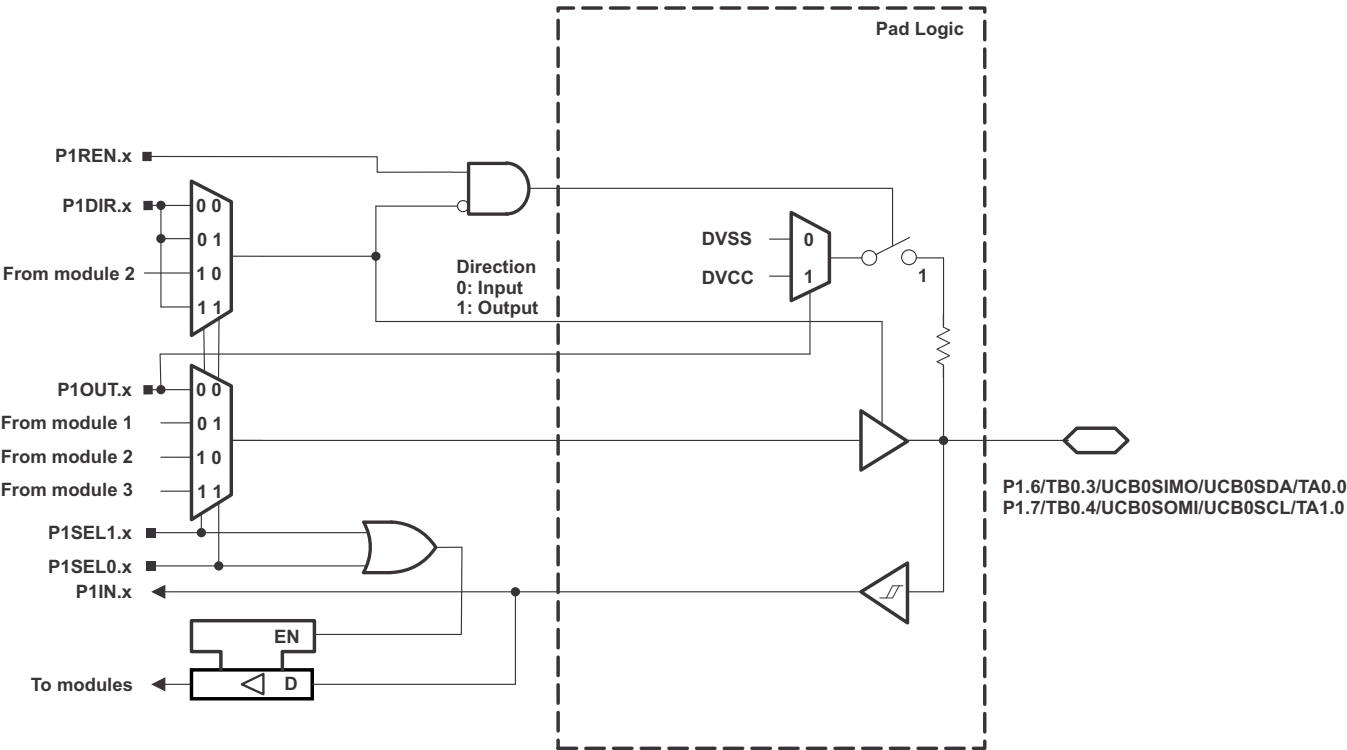 Pad Logic
P1REN.x
P1DIR.x
0 0
0 1
From module 2
1 0
1 1
Direction
0: Input
1: Output
DVSS
0
DVCC
1
1
P1OUT.x
0 0
From module 1
0 1
From module 2
1 0
From module 3
1 1
P1.6/TB0.3/UCB0SIMO/UCB0SDA/TA0.0
P1.7/TB0.4/UCB0SOMI/UCB0SCL/TA1.0
P1SEL1.x
P1SEL0.x
P1IN.x
EN
To modules
D